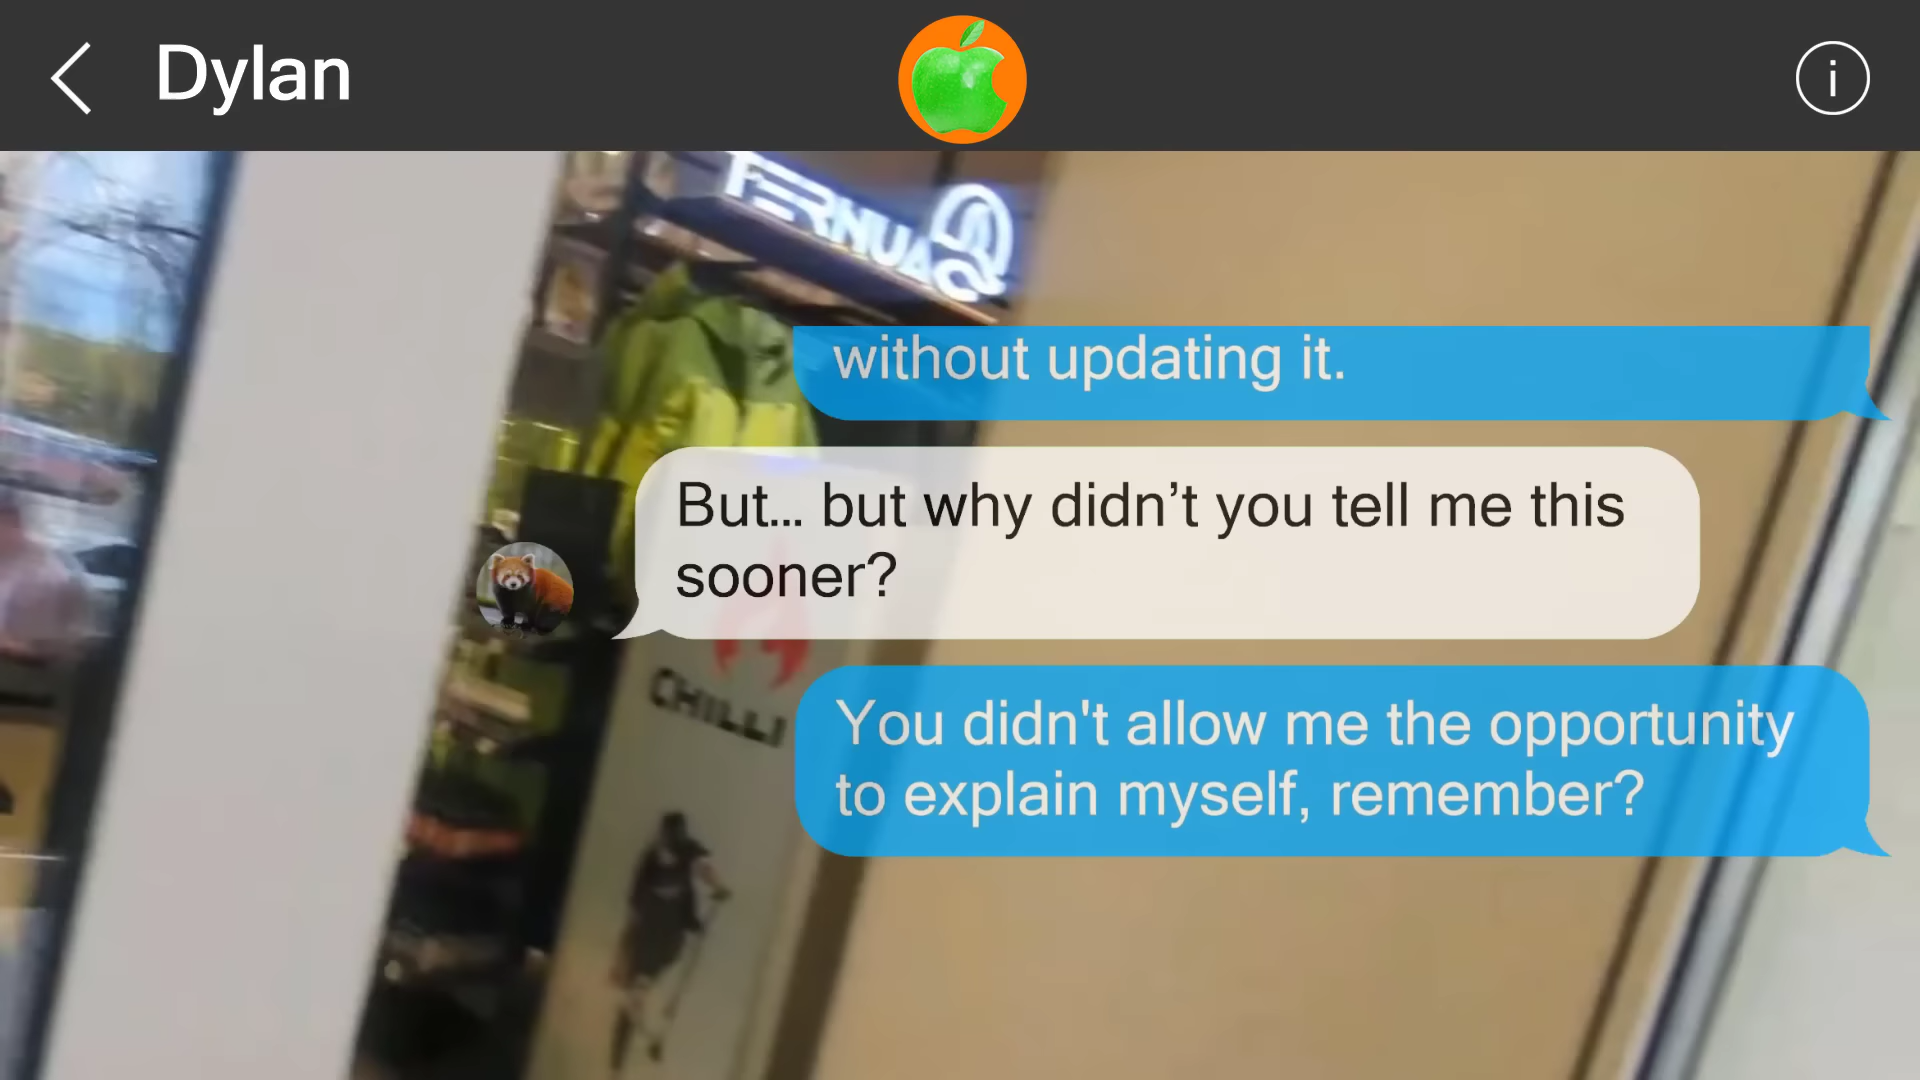 Dylan
i
TERNUA
without updating it.
But... but why didn’t you tell me this
sooner?
CHILLI
You didn't allow me the opportunity
to explain myself, remember?